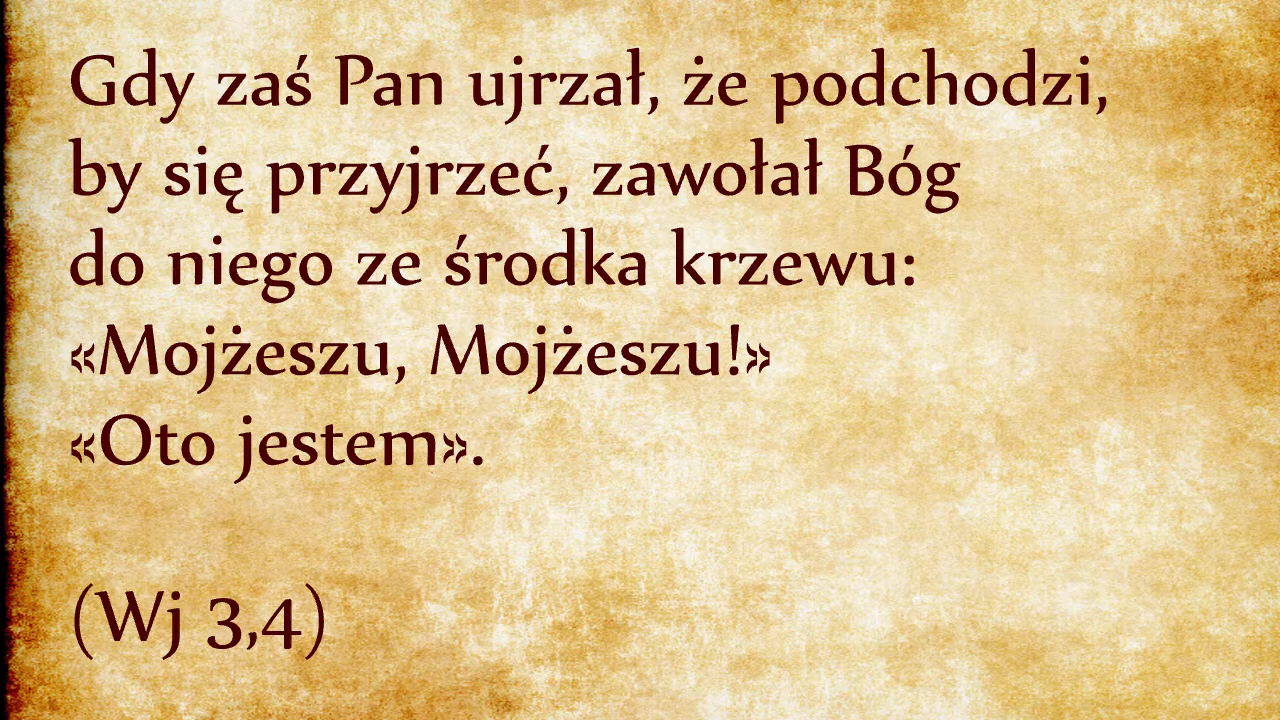 Gdy zaś Pan ujrzał, że podchodzi,
by się przyjrzeć, zawołał Bóg
do niego ze środka krzewu:
«Mojżeszu, Mojżeszu!»
«Oto jestem».
(Wj 3,4)